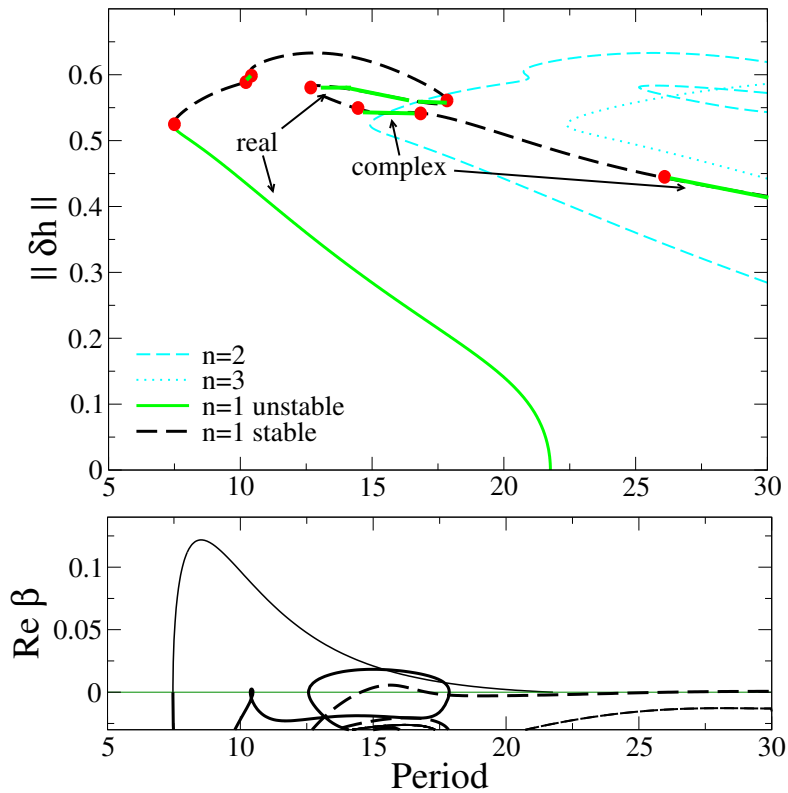 0.6
0.5
0.4
0.3
0.2
0.1
0
|| δh ||
real
complex
n=2
n=3
n=1 unstable
n=1 stable
5 10 15 20 25 30
0.1
0.05
0
Re β
5 10 15 20 25 30
Period